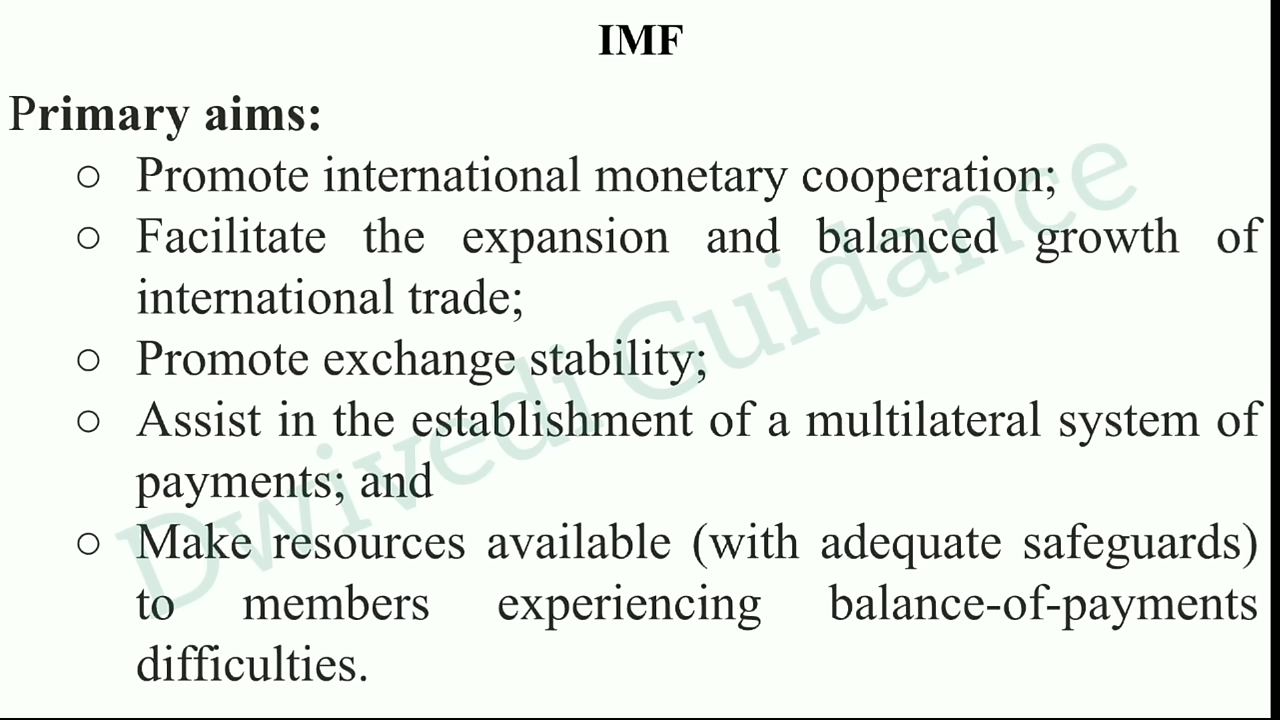 IMF
Primary aims:
○ Promote international monetary cooperation;
○ Facilitate the expansion and balanced growth of
international trade;
○ Promote exchange stability;
○ Assist in the establishment of a multilateral system of
payments; and
○ Make resources available (with adequate safeguards)
to members experiencing balance-of-payments
difficulties.
Dwivedi Guidance